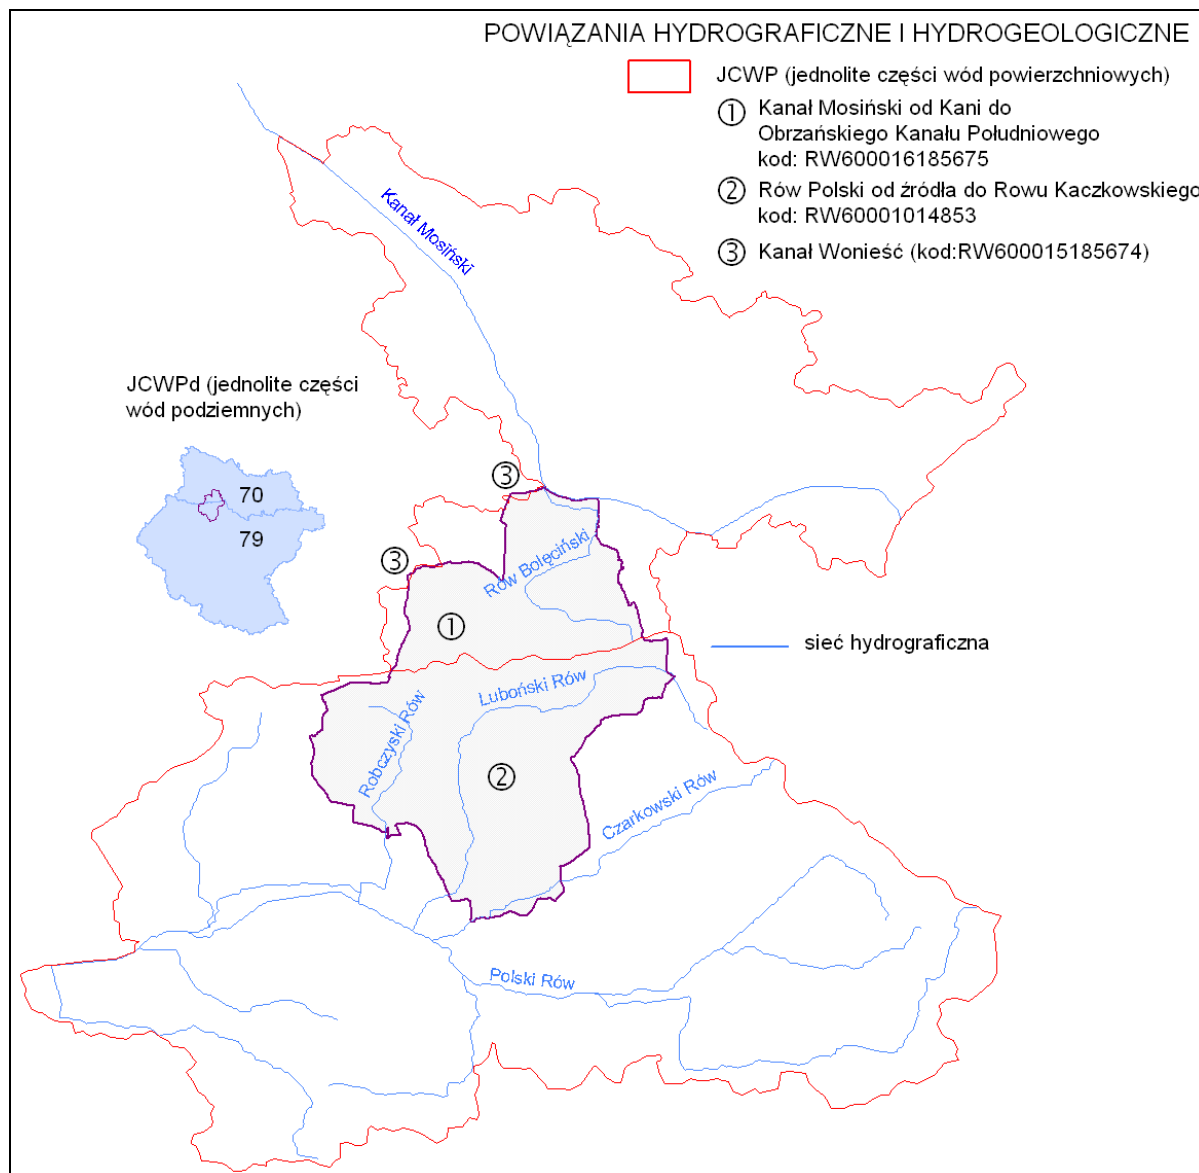 POWIĄZANIA HYDROGRAFICZNE I HYDROGEOLOGICZNE
JCWP (jednolite części wód powierzchniowych)
① Kanał Mosiński od Kani do
Obrzańskiego Kanału Południowego
kod: RW600016185675
② Rów Polski od źródła do Rowu Kaczkowskiego
kod: RW60001014853
③ Kanał Wonieść (kod:RW600015185674)
Kanał Mosiński
JCWPd (jednolite części
wód podziemnych)
70
79
③
③
Rów Bolęciński
①
sieć hydrograficzna
Luboński Rów
Robczyski Rów
②
Czarkowski Rów
Polski Rów